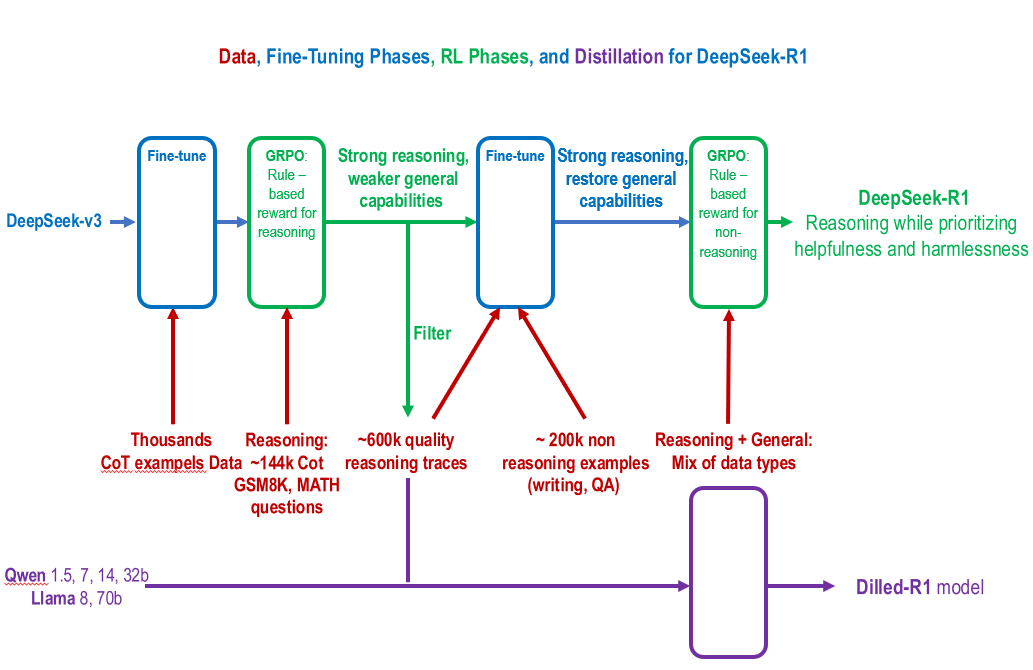 Data, Fine-Tuning Phases, RL Phases, and Distillation for DeepSeek-R1
DeepSeek-v3
Fine-tune
GRPO:
Rule –
based
reward for
reasoning
Strong reasoning,
weaker general
capabilities
Fine-tune
Strong reasoning,
restore general
capabilities
GRPO:
Rule –
based
reward for
non-
reasoning
DeepSeek-R1
Reasoning while prioritizing
helpfulness and harmlessness
Filter
Thousands
CoT exampels Data
Reasoning:
~144k Cot
GSM8K, MATH
questions
~600k quality
reasoning traces
~ 200k non
reasoning examples
(writing, QA)
Reasoning + General:
Mix of data types
Qwen 1.5, 7, 14, 32b
Llama 8, 70b
Dilled-R1 model